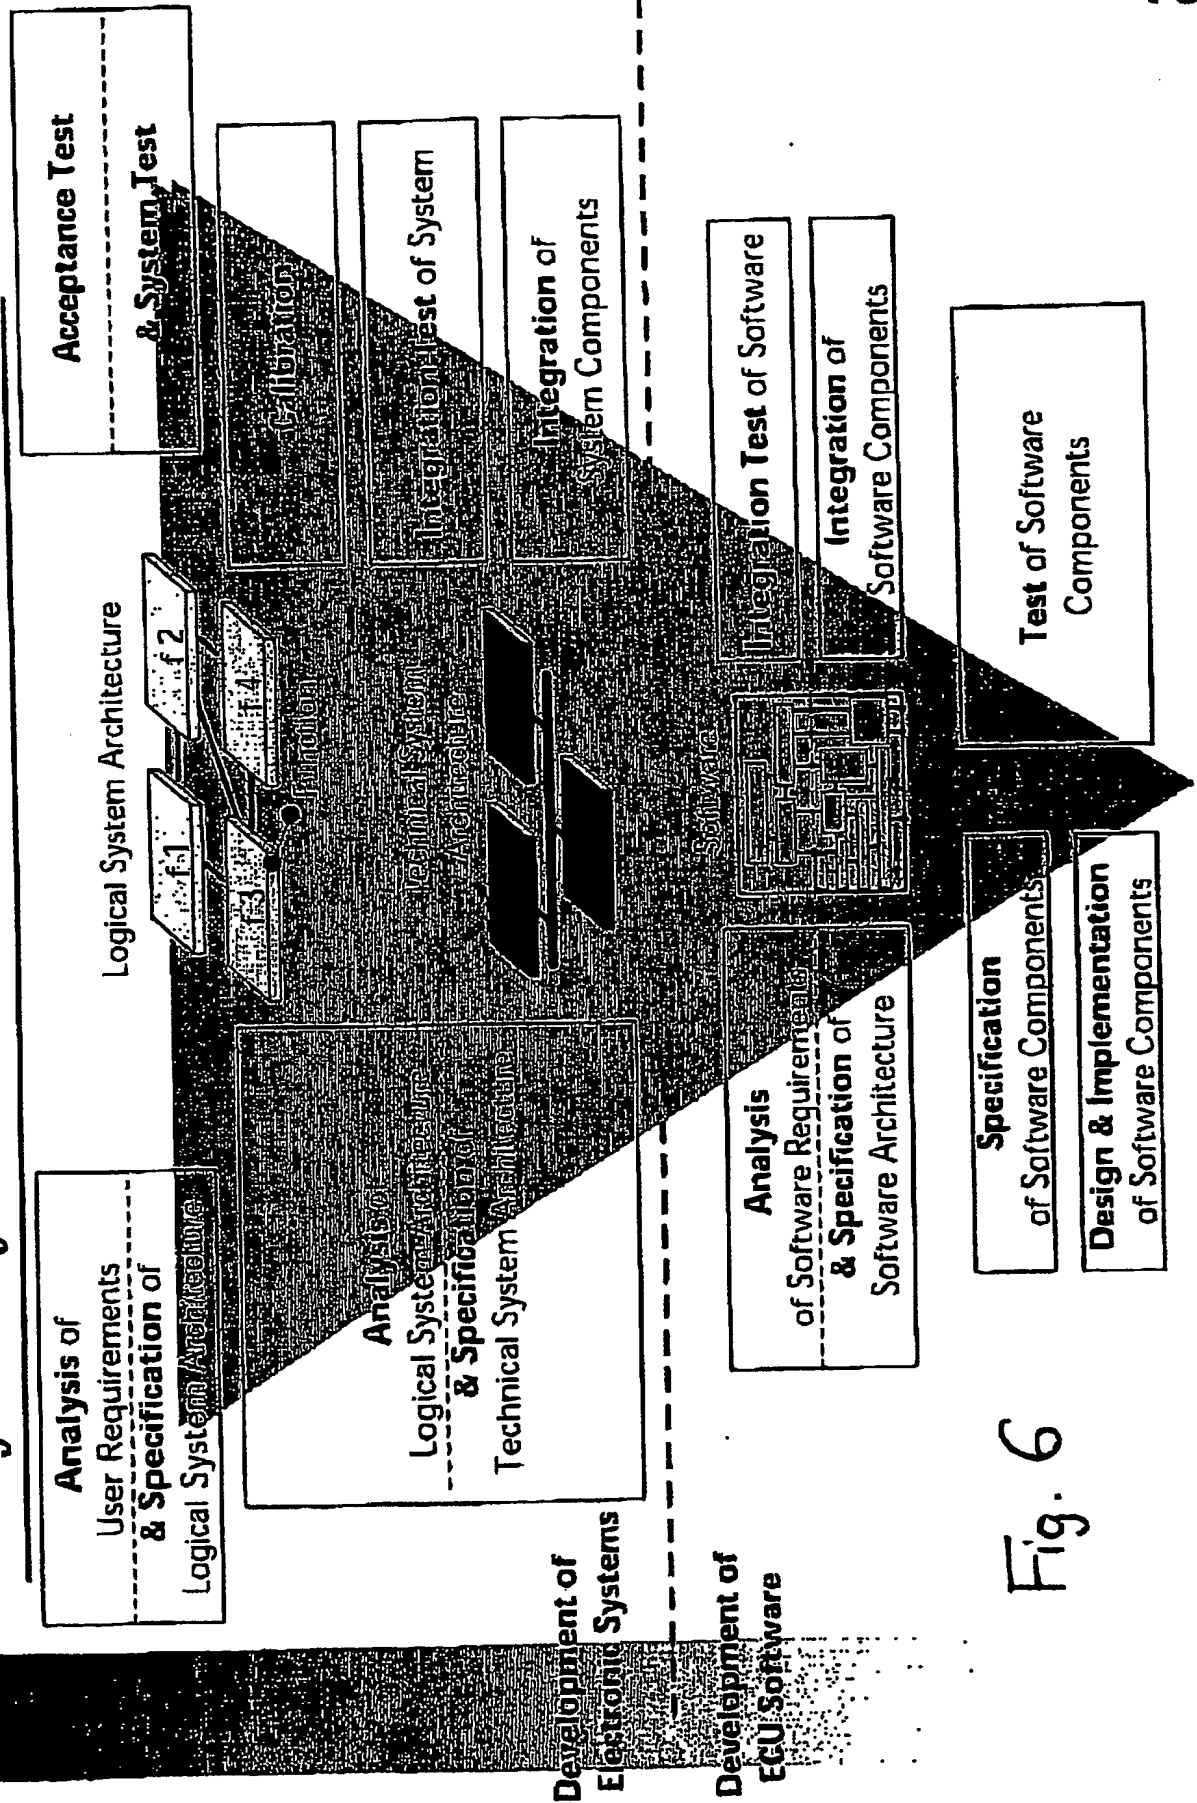 Acceptance Test
& System Test
Calibration
Integration Test of System
Integration of
System Components
Integration Test of Software
Integration of
Software Components
Test of Software
Components
Logical System Architecture
f1
f2
f3
f4
Function
Technical System
Architecture
Software
Analysis of
User Requirements
& Specification of
Logical System Architecture
Analysis of
Logical System Architecture
& Specification of
Technical System Architecture
Analysis
of Software Requirements
& Specification of
Software Architecture
Specification
of Software Components
Design & Implementation
of Software Components
Development of
Electronic Systems
Development of
ECU Software
Fig. 6